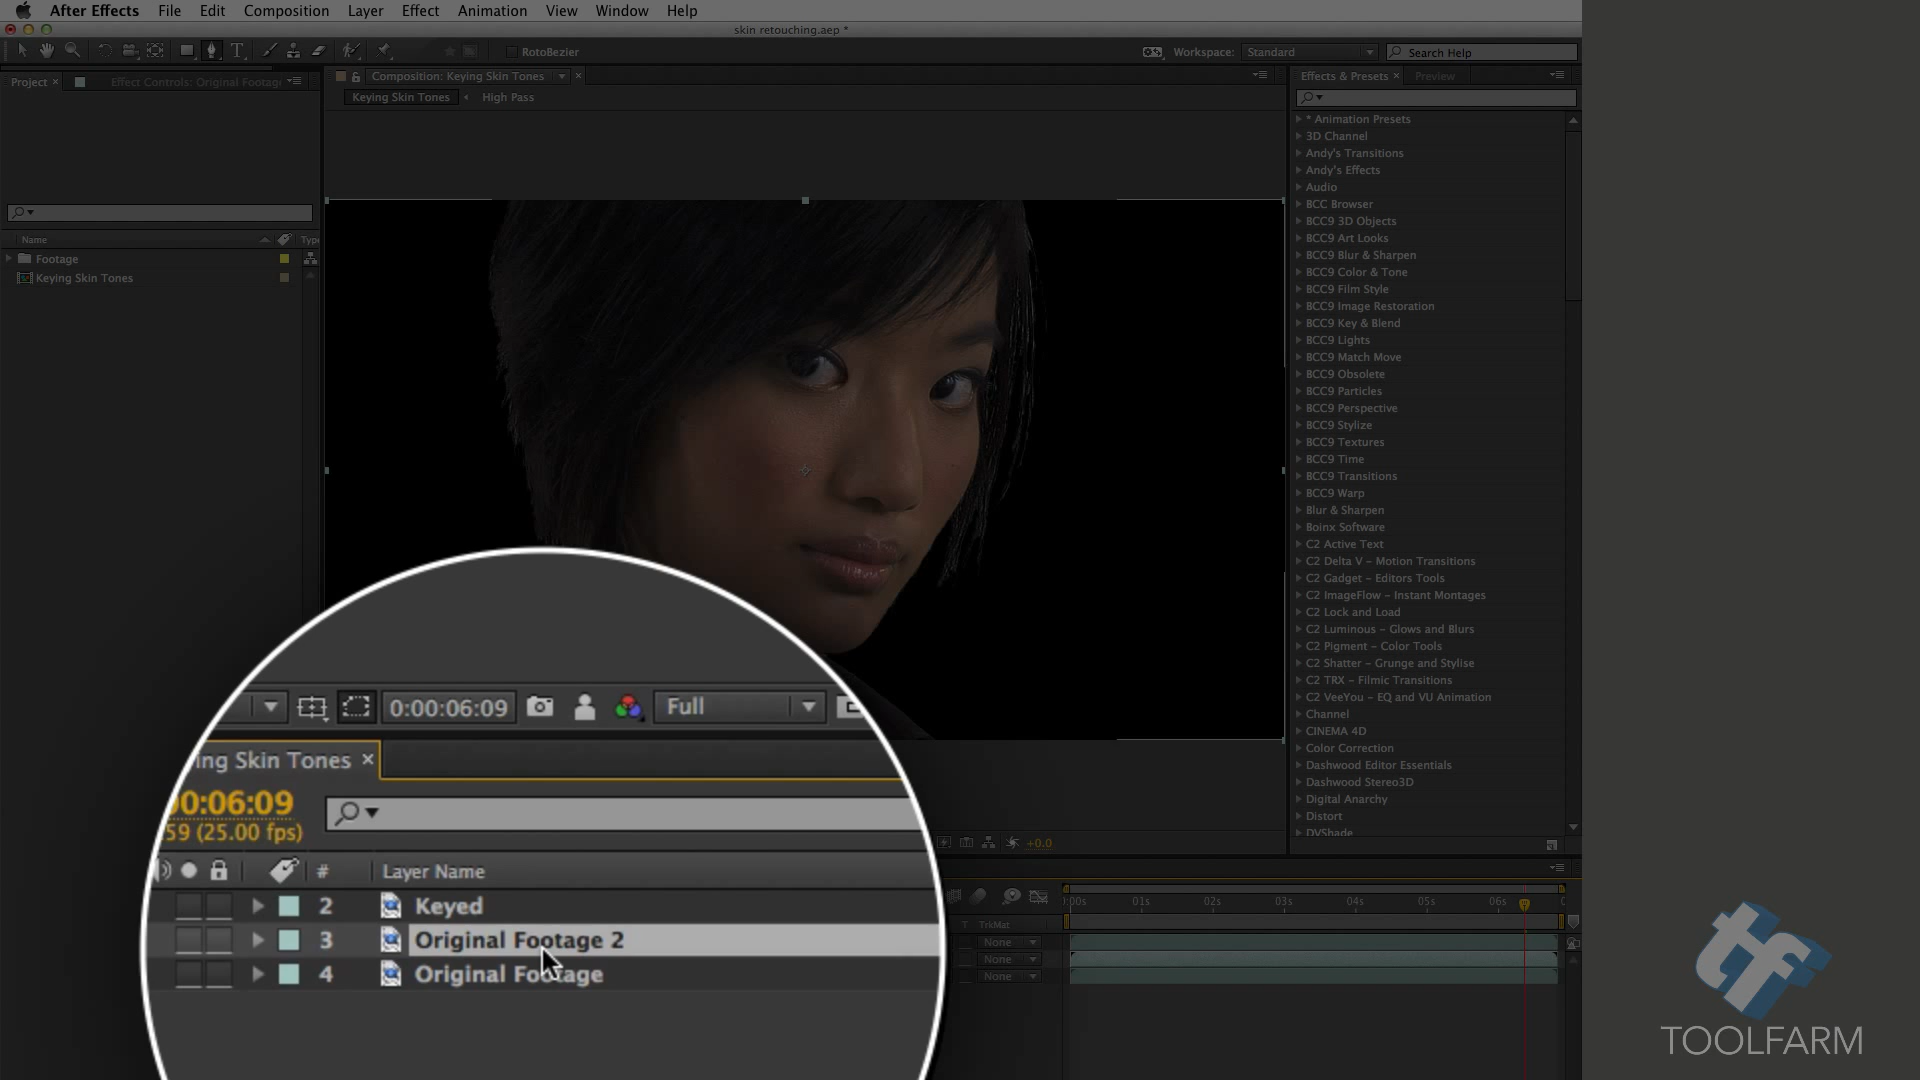 After Effects File Edit Composition Layer Effect Animation View Window Help
skin retouching.aep *
RotoBezier
Workspace: Standard
Search Help
Project
Effect Controls: Original Footag
Composition: Keying Skin Tones
Effects & Presets
Preview
Keying Skin Tones
High Pass
Name
Type
Footage
Keying Skin Tones
* Animation Presets
3D Channel
Andy's Transitions
Andy's Effects
Audio
BCC Browser
BCC9 3D Objects
BCC9 Art Looks
BCC9 Blur & Sharpen
BCC9 Color & Tone
BCC9 Film Style
BCC9 Image Restoration
BCC9 Key & Blend
BCC9 Lights
BCC9 Match Move
BCC9 Obsolete
BCC9 Particles
BCC9 Perspective
BCC9 Stylize
BCC9 Textures
BCC9 Time
BCC9 Transitions
BCC9 Warp
Blur & Sharpen
Boinx Software
C2 Active Text
C2 Delta V - Motion Transitions
C2 Gadget - Editors Tools
C2 ImageFlow - Instant Montages
C2 Lock and Load
C2 Luminous - Glows and Blurs
C2 Pigment - Color Tools
C2 Shatter - Grunge and Stylise
C2 TRX - Filmic Transitions
C2 VeeYou - EQ and VU Animation
Channel
CINEMA 4D
Color Correction
Dashwood Editor Essentials
Dashwood Stereo3D
Digital Anarchy
Distort
DVShade
0:00:06:09
Full
ing Skin Tones
00:06:09
59 (25.00 fps)
+0.0
# Layer Name
2 Keyed
3 Original Footage 2
4 Original Footage
T TrkMat
None
None
None
:00s 01s 02s 03s 04s 05s 06s
tf
TOOLFARM